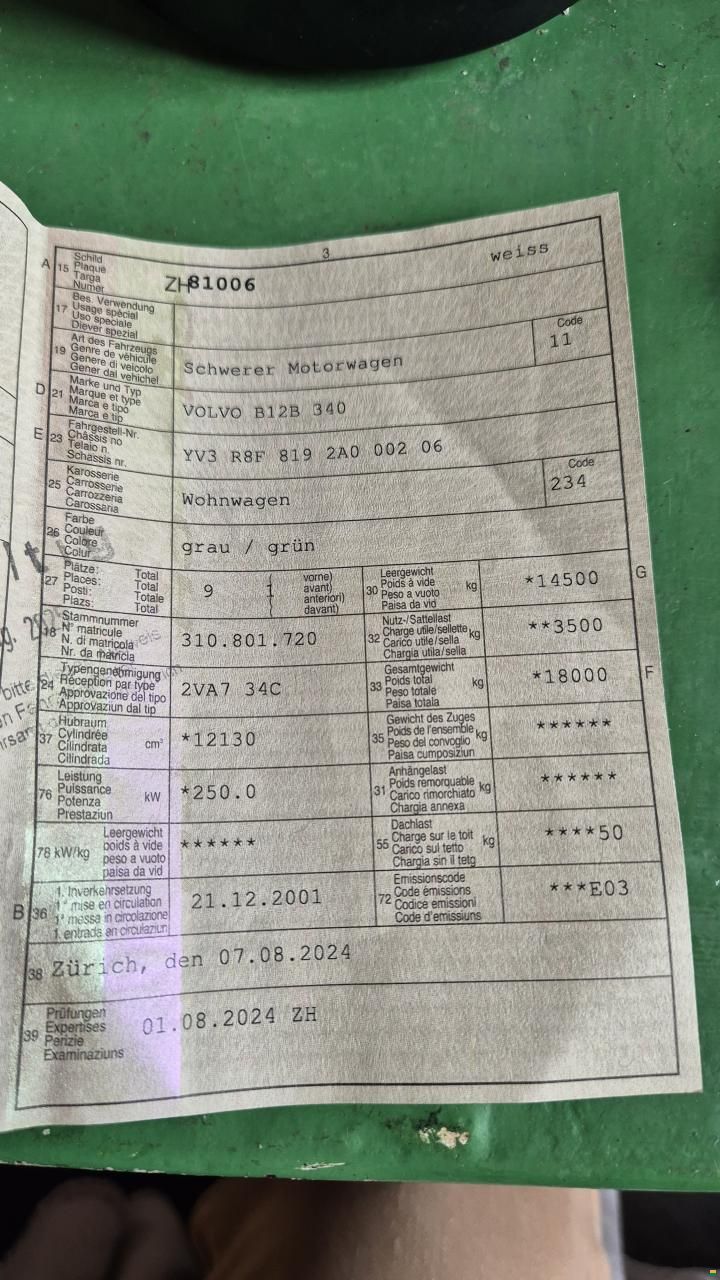 3
A 15 Schild Plaque Targa Numer ZH 81006 weiss
17 Bes. Verwendung Usage spécial Uso speciale Diever spezial
19 Art des Fahrzeugs Genre de véhicule Genere di veicolo Gener dal vehichel Schwerer Motorwagen Code 11
D 21 Marke und Typ Marque et type Marca e tipo Marca e tip VOLVO B12B 340
E 23 Fahrgestell-Nr. Châssis no Telaio n. Schassis nr. YV3 R8F 819 2A0 002 06
25 Karosserie Carrosserie Carrozzeria Carossaria Wohnwagen Code 234
26 Farbe Couleur Colore Colur grau / grün
27 Plätze: Total Places: Total Posti: Totale Plazs: Total 9 1 vorne) avant) anteriori) davant) 30 Leergewicht Poids à vide Peso a vuoto Paisa da vid kg *14500 G
18 Stammnummer N° matricule N. di matricola Nr. da matricla 310.801.720 32 Nutz-/Sattellast Charge utile/sellette Carico utile/sella Chargia utila/sella kg **3500
24 Typengenehmigung Réception par type Approvazione del tipo Approvaziun dal tip 2VA7 34C 33 Gesamtgewicht Poids total Peso totale Paisa totala kg *18000 F
37 Hubraum Cylindrée Cilindrata Cilindrada cm³ *12130 35 Gewicht des Zuges Poids de l'ensemble Peso del convoglio Paisa cumposiziun kg ******
76 Leistung Puissance Potenza Prestaziun kW *250.0 31 Anhängelast Poids remorquable Carico rimorchiato Chargia annexa kg ******
78 kW/kg Leergewicht poids à vide peso a vuoto paisa da vid ****** 55 Dachlast Charge sur le toit Carico sul tetto Chargia sin il tetg kg ****50
B 36 1. Inverkehrsetzung 1re mise en circulation 1a messa in circolazione 1. entrada en circulaziun 21.12.2001 72 Emissionscode Code émissions Codice emissioni Code d'emissiuns ***E03
38 Zürich, den 07.08.2024
39 Prüfungen Expertises Perizie Examinaziuns 01.08.2024 ZH